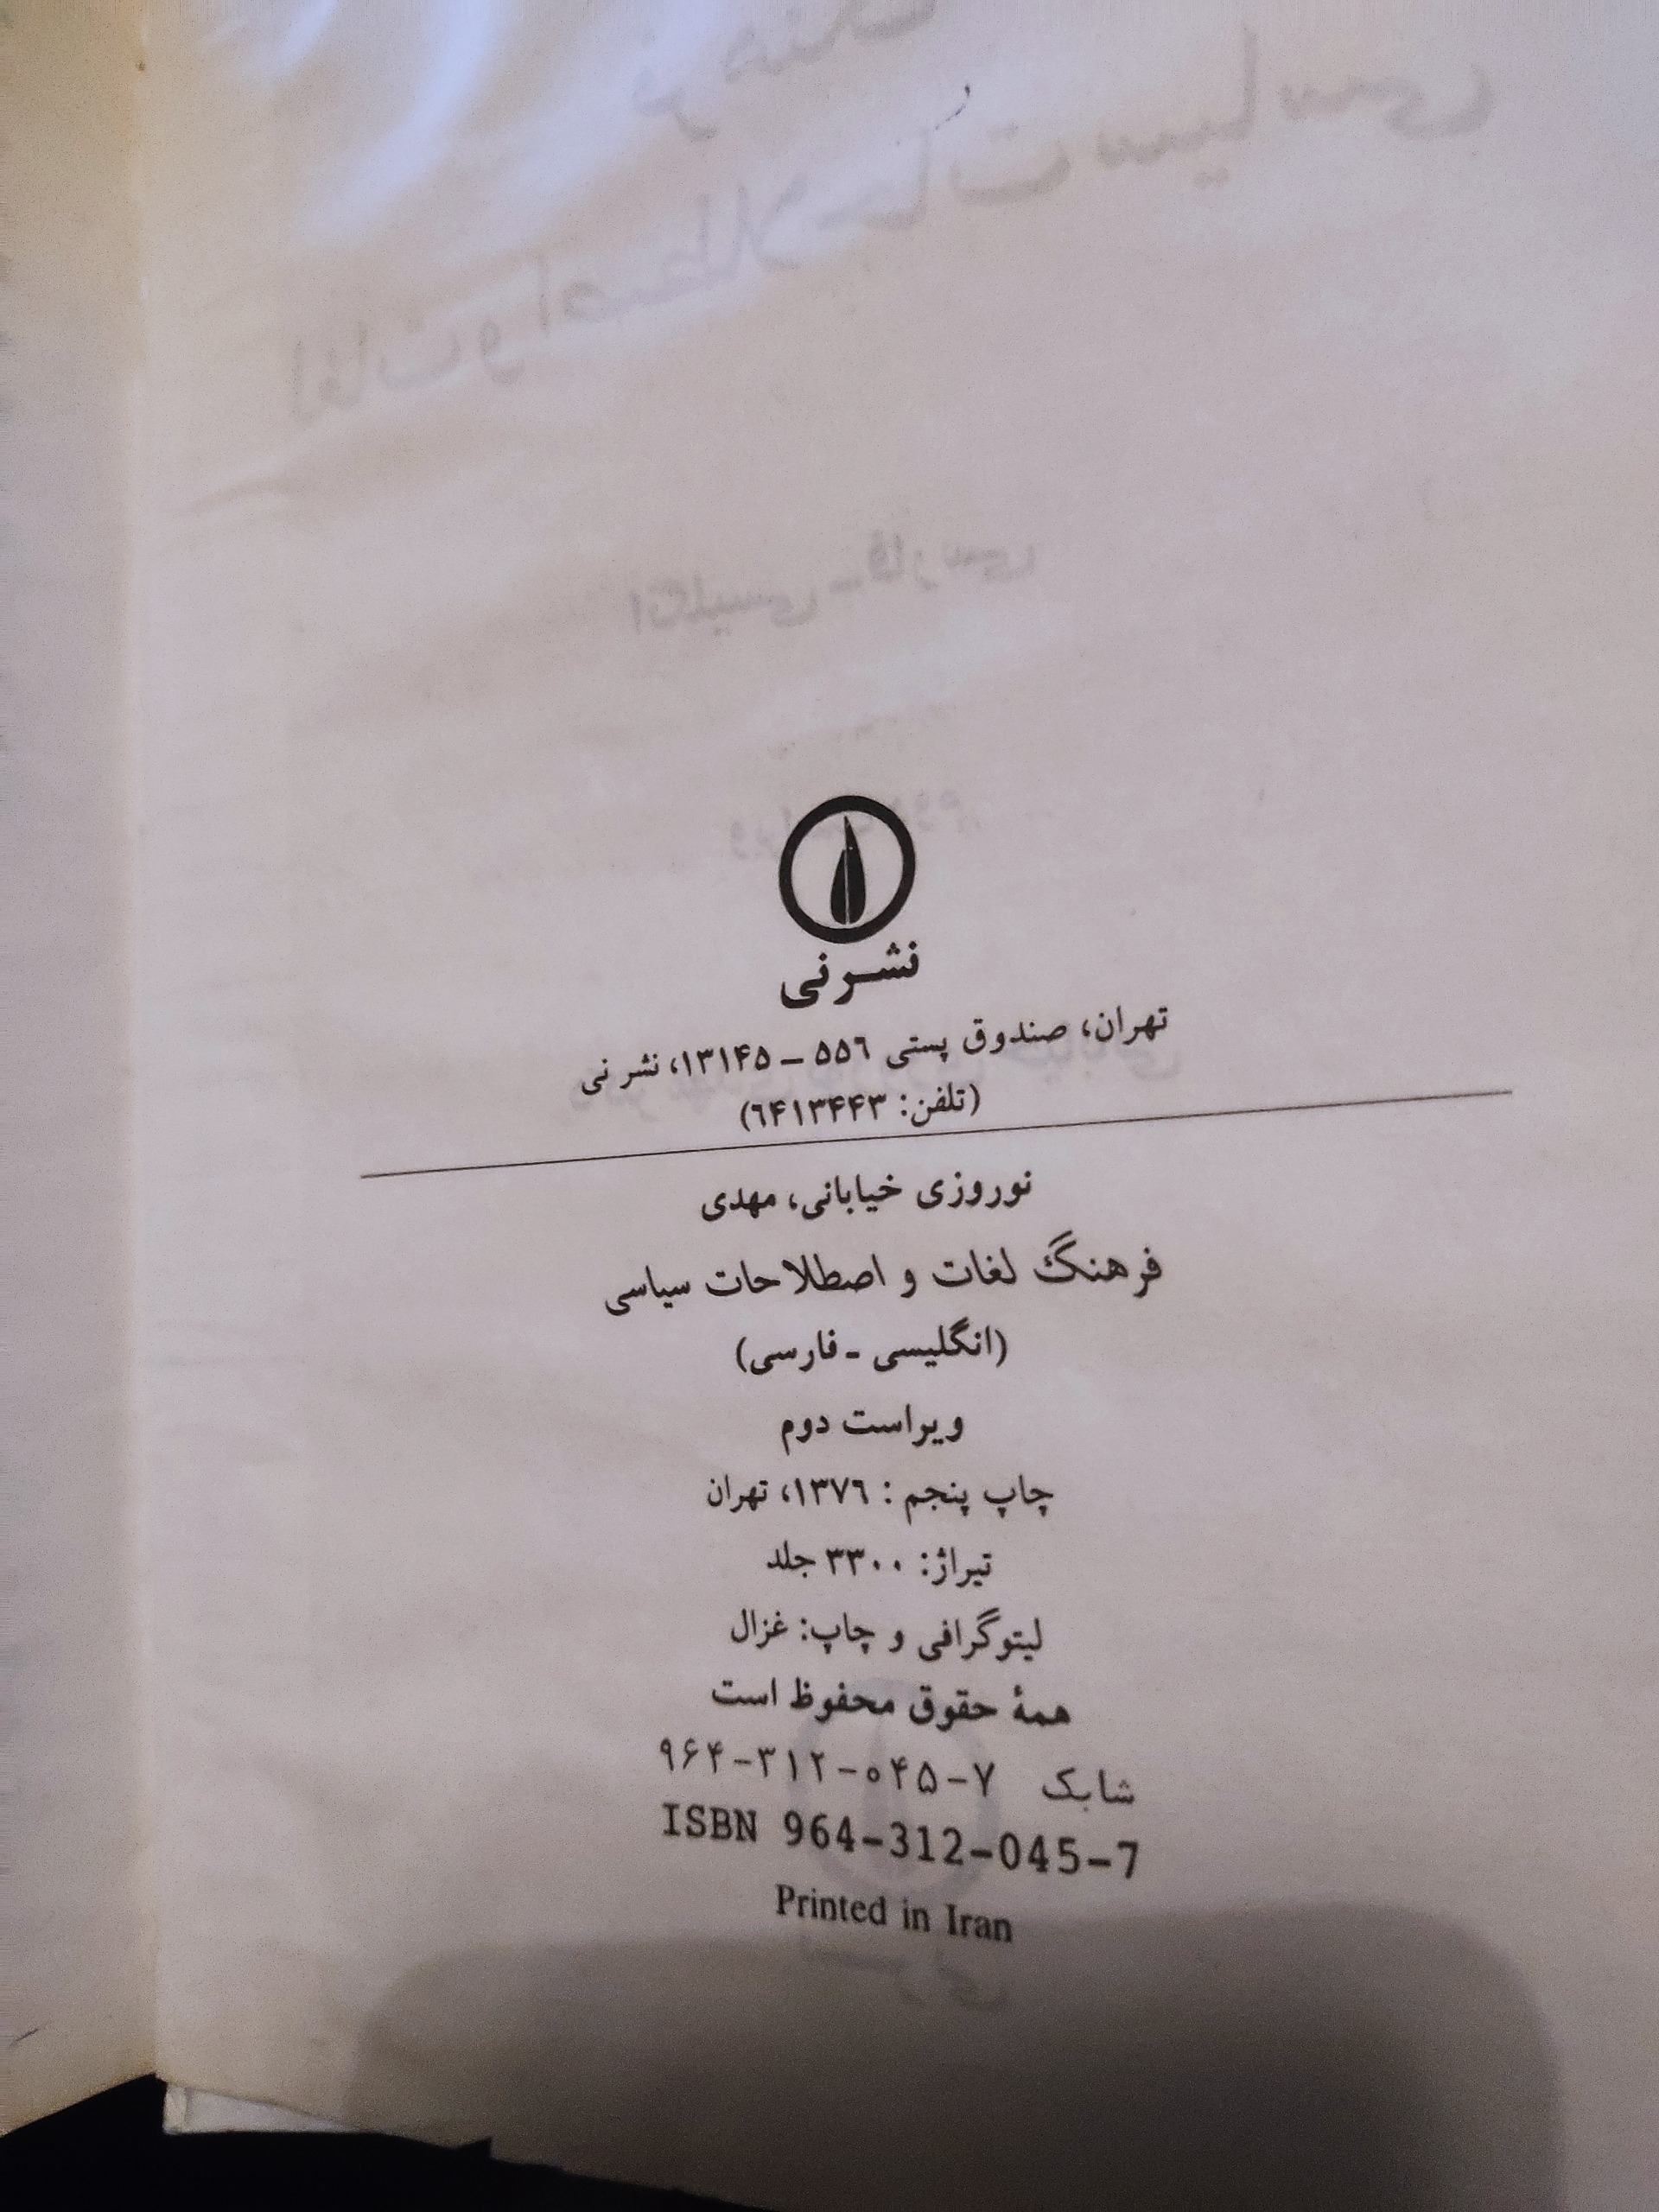 نشر نی
تهران، صندوق پستی ۵۵۶ – ۱۳۱۴۵، نشر نی
(تلفن: ۶۴۱۳۴۴۳)
نوروزی خیابانی، مهدی
فرهنگ لغات و اصطلاحات سیاسی
(انگلیسی - فارسی)
ویراست دوم
چاپ پنجم : ۱۳۷۶، تهران
تیراژ: ۳۳۰۰ جلد
لیتوگرافی و چاپ: غزال
همهٔ حقوق محفوظ است
شابک ۷-۰۴۵-۳۱۲-۹۶۴
ISBN 964-312-045-7
Printed in Iran